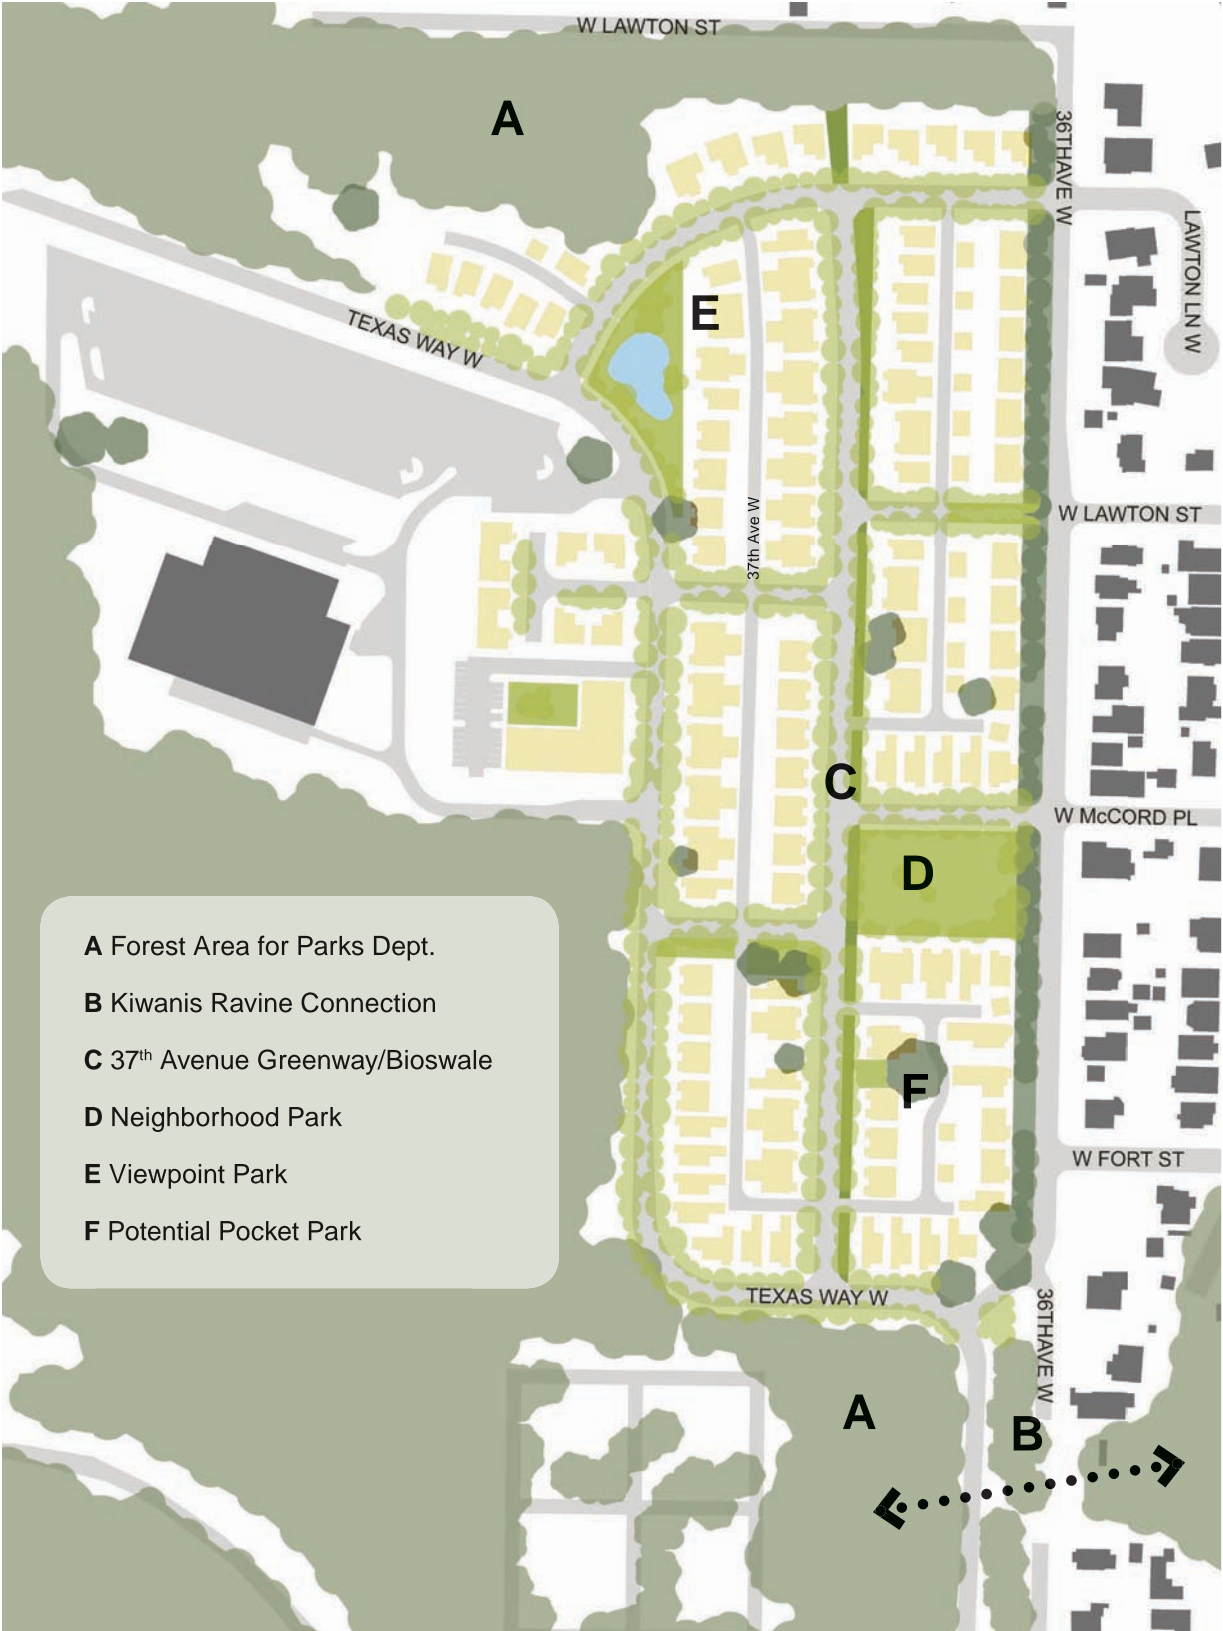 W LAWTON ST
A
36THAVE W
LAWTON LN W
E
TEXAS WAY W
37th Ave W
W LAWTON ST
C
W McCORD PL
D
A Forest Area for Parks Dept.
B Kiwanis Ravine Connection
C 37th Avenue Greenway/Bioswale
D Neighborhood Park
E Viewpoint Park
F Potential Pocket Park
F
W FORT ST
TEXAS WAY W
36THAVE W
A
B